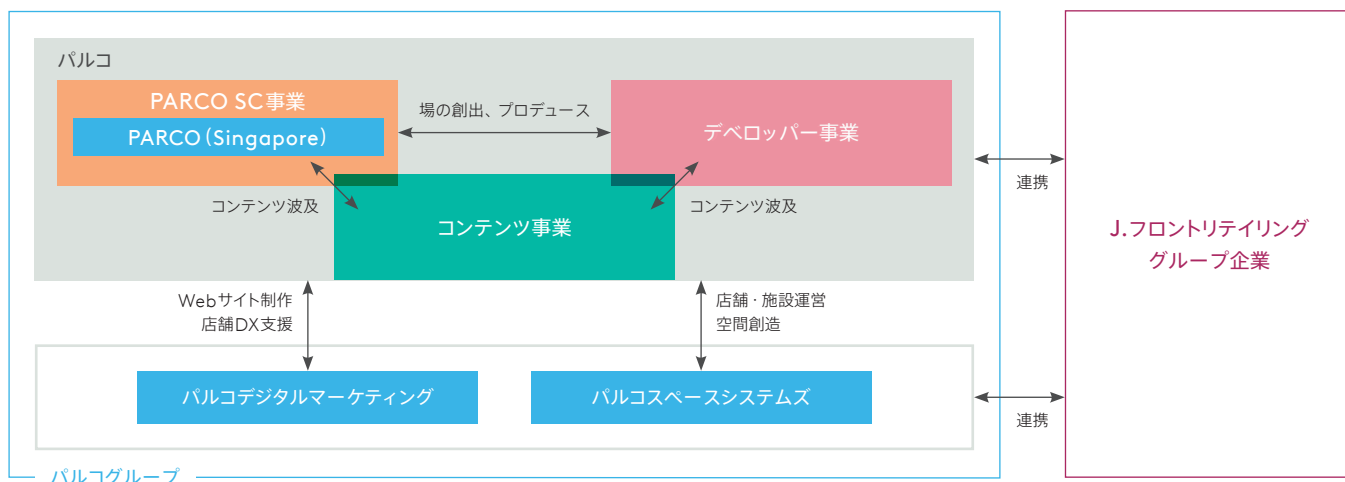 パルコ
PARCO SC事業
PARCO(Singapore)
場の創出、プロデュース
デベロッパー事業
コンテンツ波及
コンテンツ事業
コンテンツ波及
連携
J.フロントリテイリング
グループ企業
Webサイト制作
店舗DX支援
店舗・施設運営
空間創造
パルコデジタルマーケティング
パルコスペースシステムズ
連携
パルコグループ